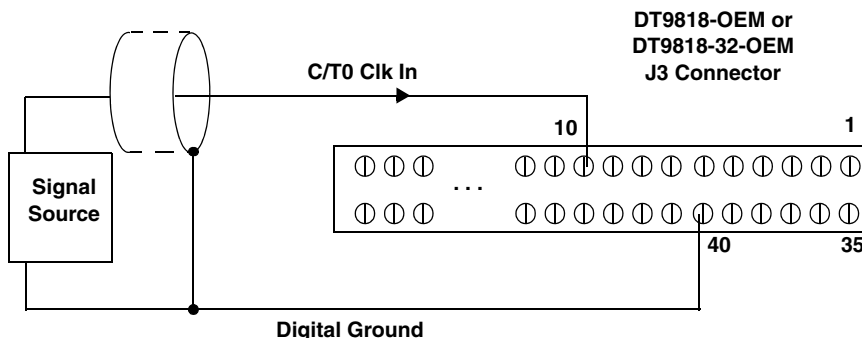 DT9818-OEM or
DT9818-32-OEM
J3 Connector
C/T0 Clk In
10
1
Signal
Source
. . .
40
35
Digital Ground